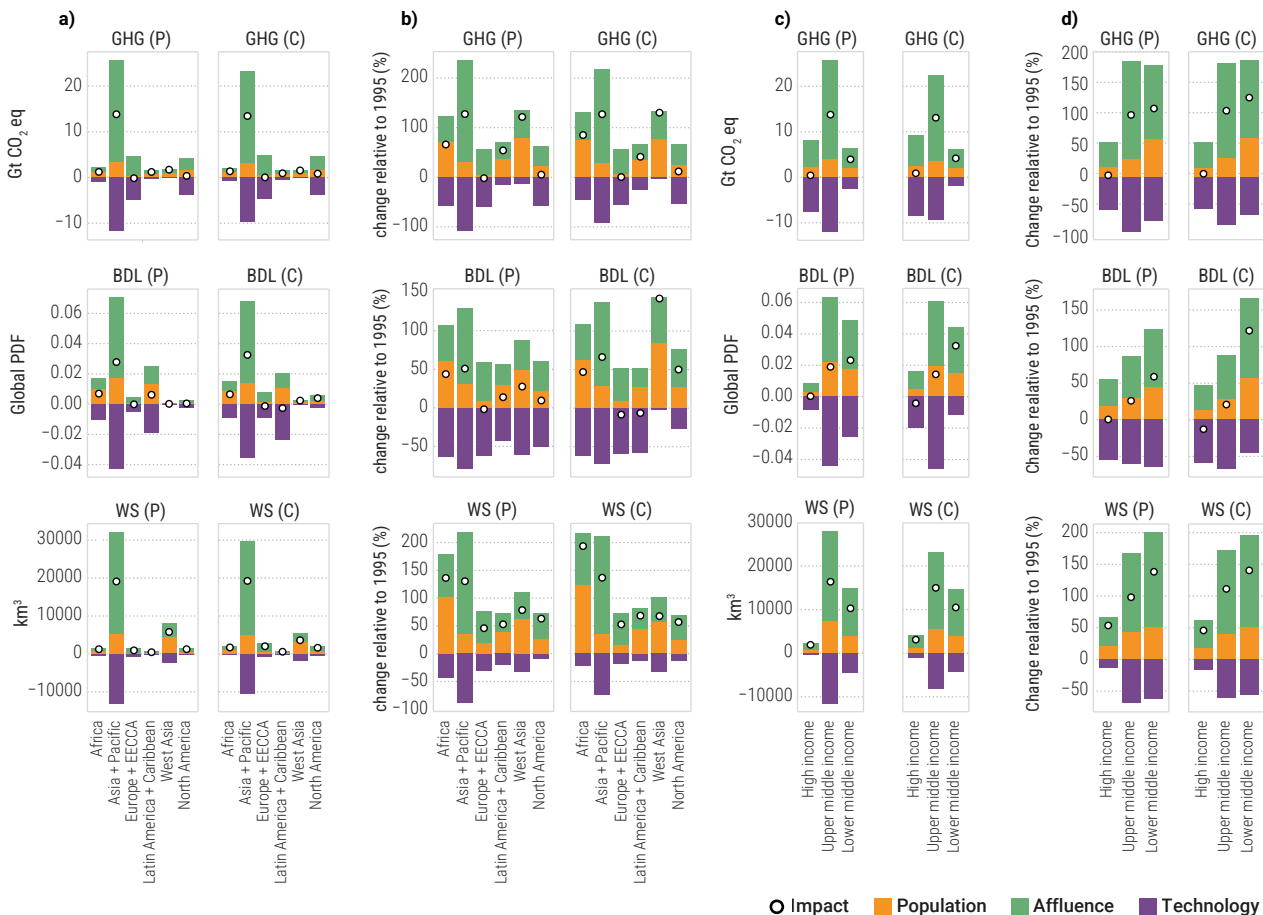 a)
b)
c)
d)
GHG (P)
GHG (C)
GHG (P)
GHG (C)
GHG (P)
GHG (C)
GHG (P)
GHG (C)
Gt CO₂ eq
20
10
0
−10
change relative to 1995 (%)
200
100
0
−100
Gt CO₂ eq
20
10
0
−10
Change realative to 1995 (%)
200
150
100
50
0
−50
−100
BDL (P)
BDL (C)
BDL (P)
BDL (C)
BDL (P)
BDL (C)
BDL (P)
BDL (C)
Global PDF
0.06
0.04
0.02
0.00
−0.02
−0.04
change relative to 1995 (%)
150
100
50
0
−50
Global PDF
0.06
0.04
0.02
0.00
−0.02
−0.04
Change realative to 1995 (%)
150
100
50
0
−50
WS (P)
WS (C)
WS (P)
WS (C)
WS (P)
WS (C)
WS (P)
WS (C)
km³
30000
20000
10000
0
−10000
change relative to 1995 (%)
200
150
100
50
0
−50
−100
km³
30000
20000
10000
0
−10000
Change realative to 1995 (%)
200
150
100
50
0
−50
Africa
Asia + Pacific
Europe + EECCA
Latin America + Caribbean
West Asia
North America
Africa
Asia + Pacific
Europe + EECCA
Latin America + Caribbean
West Asia
North America
Africa
Asia + Pacific
Europe + EECCA
Latin America + Caribbean
West Asia
North America
Africa
Asia + Pacific
Europe + EECCA
Latin America + Caribbean
West Asia
North America
High income
Upper middle income
Lower middle income
High income
Upper middle income
Lower middle income
High income
Upper middle income
Lower middle income
High income
Upper middle income
Lower middle income
Impact
Population
Affluence
Technology